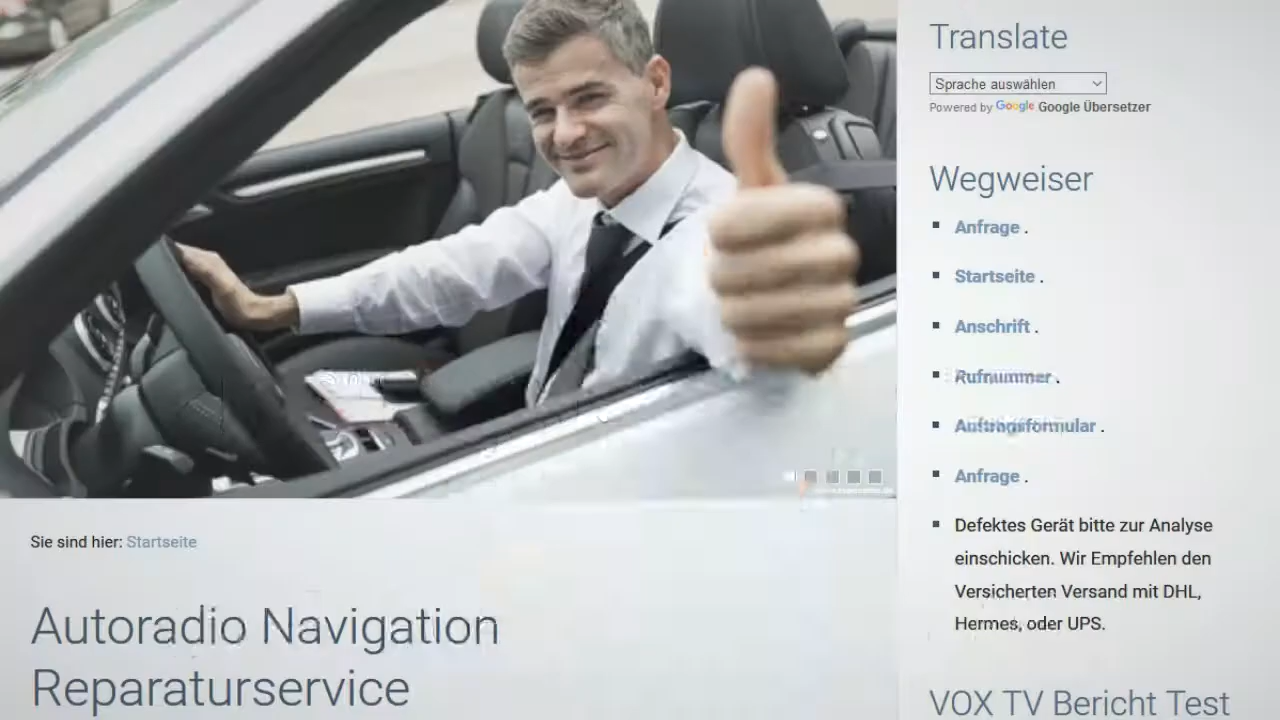 Translate
Sprache auswählen
Powered by Google Google Übersetzer
Wegweiser
Anfrage .
Startseite .
Anschrift .
Rufnummer .
Auftragsformular .
Anfrage .
Defektes Gerät bitte zur Analyse
einschicken. Wir Empfehlen den
Versicherten Versand mit DHL,
Hermes, oder UPS.
VOX TV Bericht Test
Sie sind hier: Startseite
Autoradio Navigation
Reparaturservice